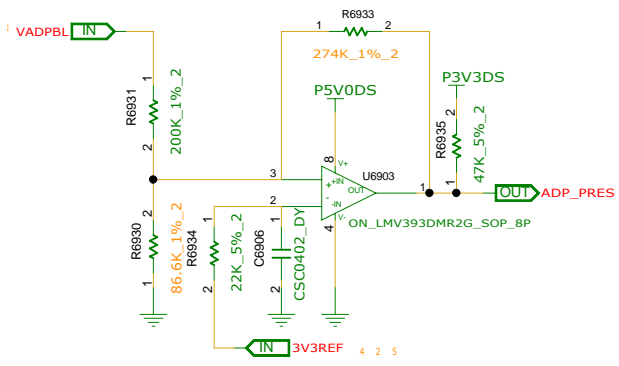 R6933
1 2
1 VADPBL IN
274K_1%_2
P3V3DS
P5V0DS
1
R6931
200K_1%_2
2
2
R6935
47K_5%_2
1
8
V+
U6903
3
+ +IN
OUT
1
OUT ADP_PRES
2
- -IN
V-
4
ON_LMV393DMR2G_SOP_8P
2
R6930
86.6K_1%_2
1
1
R6934
22K_5%_2
2
1
C6906
CSC0402_DY
2
IN 3V3REF 4 2 5